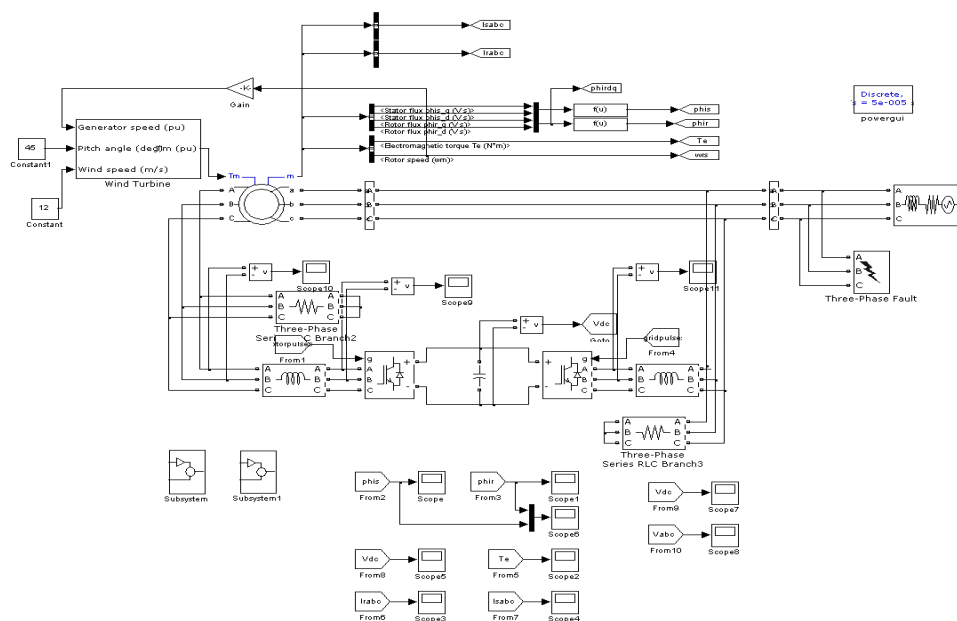 Isabc
Irabc
-K-
Gain
phirdq
<Stator flux phis_q (V s)>
<Stator flux phis_d (V s)>
<Rotor flux phir_q (V s)>
<Rotor flux phir_d (V s)>
f(u)
f(u)
phis
phir
<Electromagnetic torque Te (N*m)>
Te
<Rotor speed (wm)>
Discrete,
s = 5e-005 s
powergui
Generator speed (pu)
45
Constant1
Pitch angle (deg)
Tm (pu)
Wind speed (m/s)
Wind Turbine
12
Constant
Tm
m
A
B
C
a
b
c
A
B
C
A
B
C
A
B
C
A
B
C
Three-Phase Fault
+
-
v
Scope10
+
-
v
Scope9
+
-
v
Scope11
A
B
C
A
B
C
Three-Phase
Branch2
From1
+
-
v
Vdc
Goto
gridpulse
From4
A
B
C
A
B
C
g
A
B
C
+
-
+
-
g
A
B
C
A
B
C
A
B
C
A
B
C
A
B
C
Three-Phase
Series RLC Branch3
Subsystem
Subsystem1
phis
From2
Scope
phir
From3
Scope1
Scope6
Vdc
From9
Scope7
Vabc
From10
Scope8
Vdc
From8
Scope5
Te
From5
Scope2
Irabc
From6
Scope3
Isabc
From7
Scope4